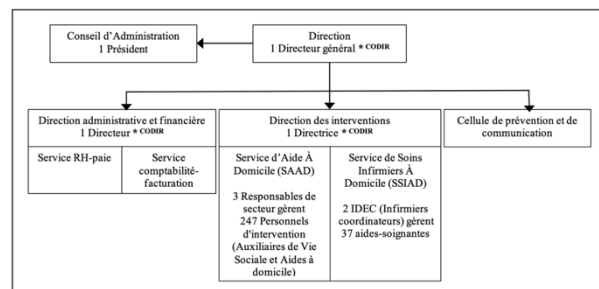 Conseil d'Administration
1 Président
Direction
1 Directeur général * CODIR
Direction administrative et financière
1 Directeur * CODIR
Service RH-paie
Service
comptabilité-
facturation
Direction des interventions
1 Directrice * CODIR
Service d'Aide À
Domicile (SAAD)
3 Responsables de
secteur gèrent
247 Personnels
d'intervention
(Auxiliaires de Vie
Sociale et Aides à
domicile)
Service de Soins
Infirmiers À
Domicile (SSIAD)
2 IDEC (Infirmiers
coordinateurs) gèrent
37 aides-soignantes
Cellule de prévention et de
communication